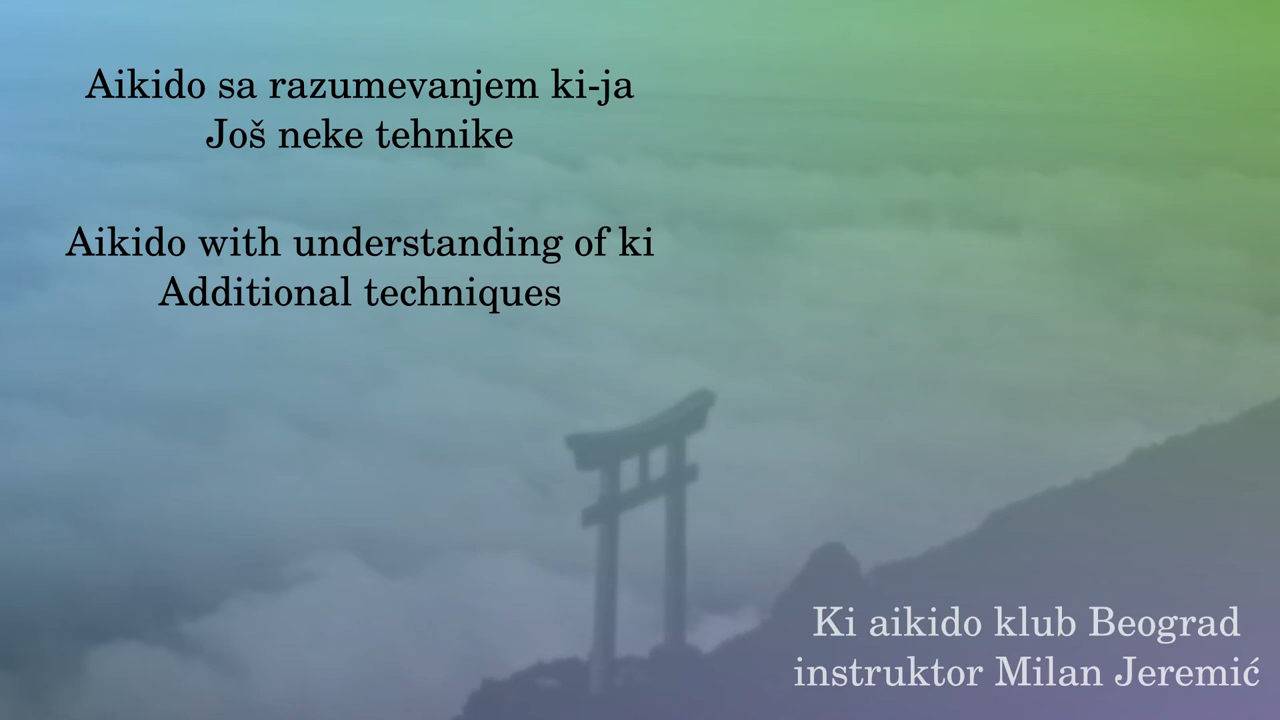 Aikido sa razumevanjem ki-ja
Još neke tehnike
Aikido with understanding of ki
Additional techniques
Ki aikido klub Beograd
instruktor Milan Jeremić